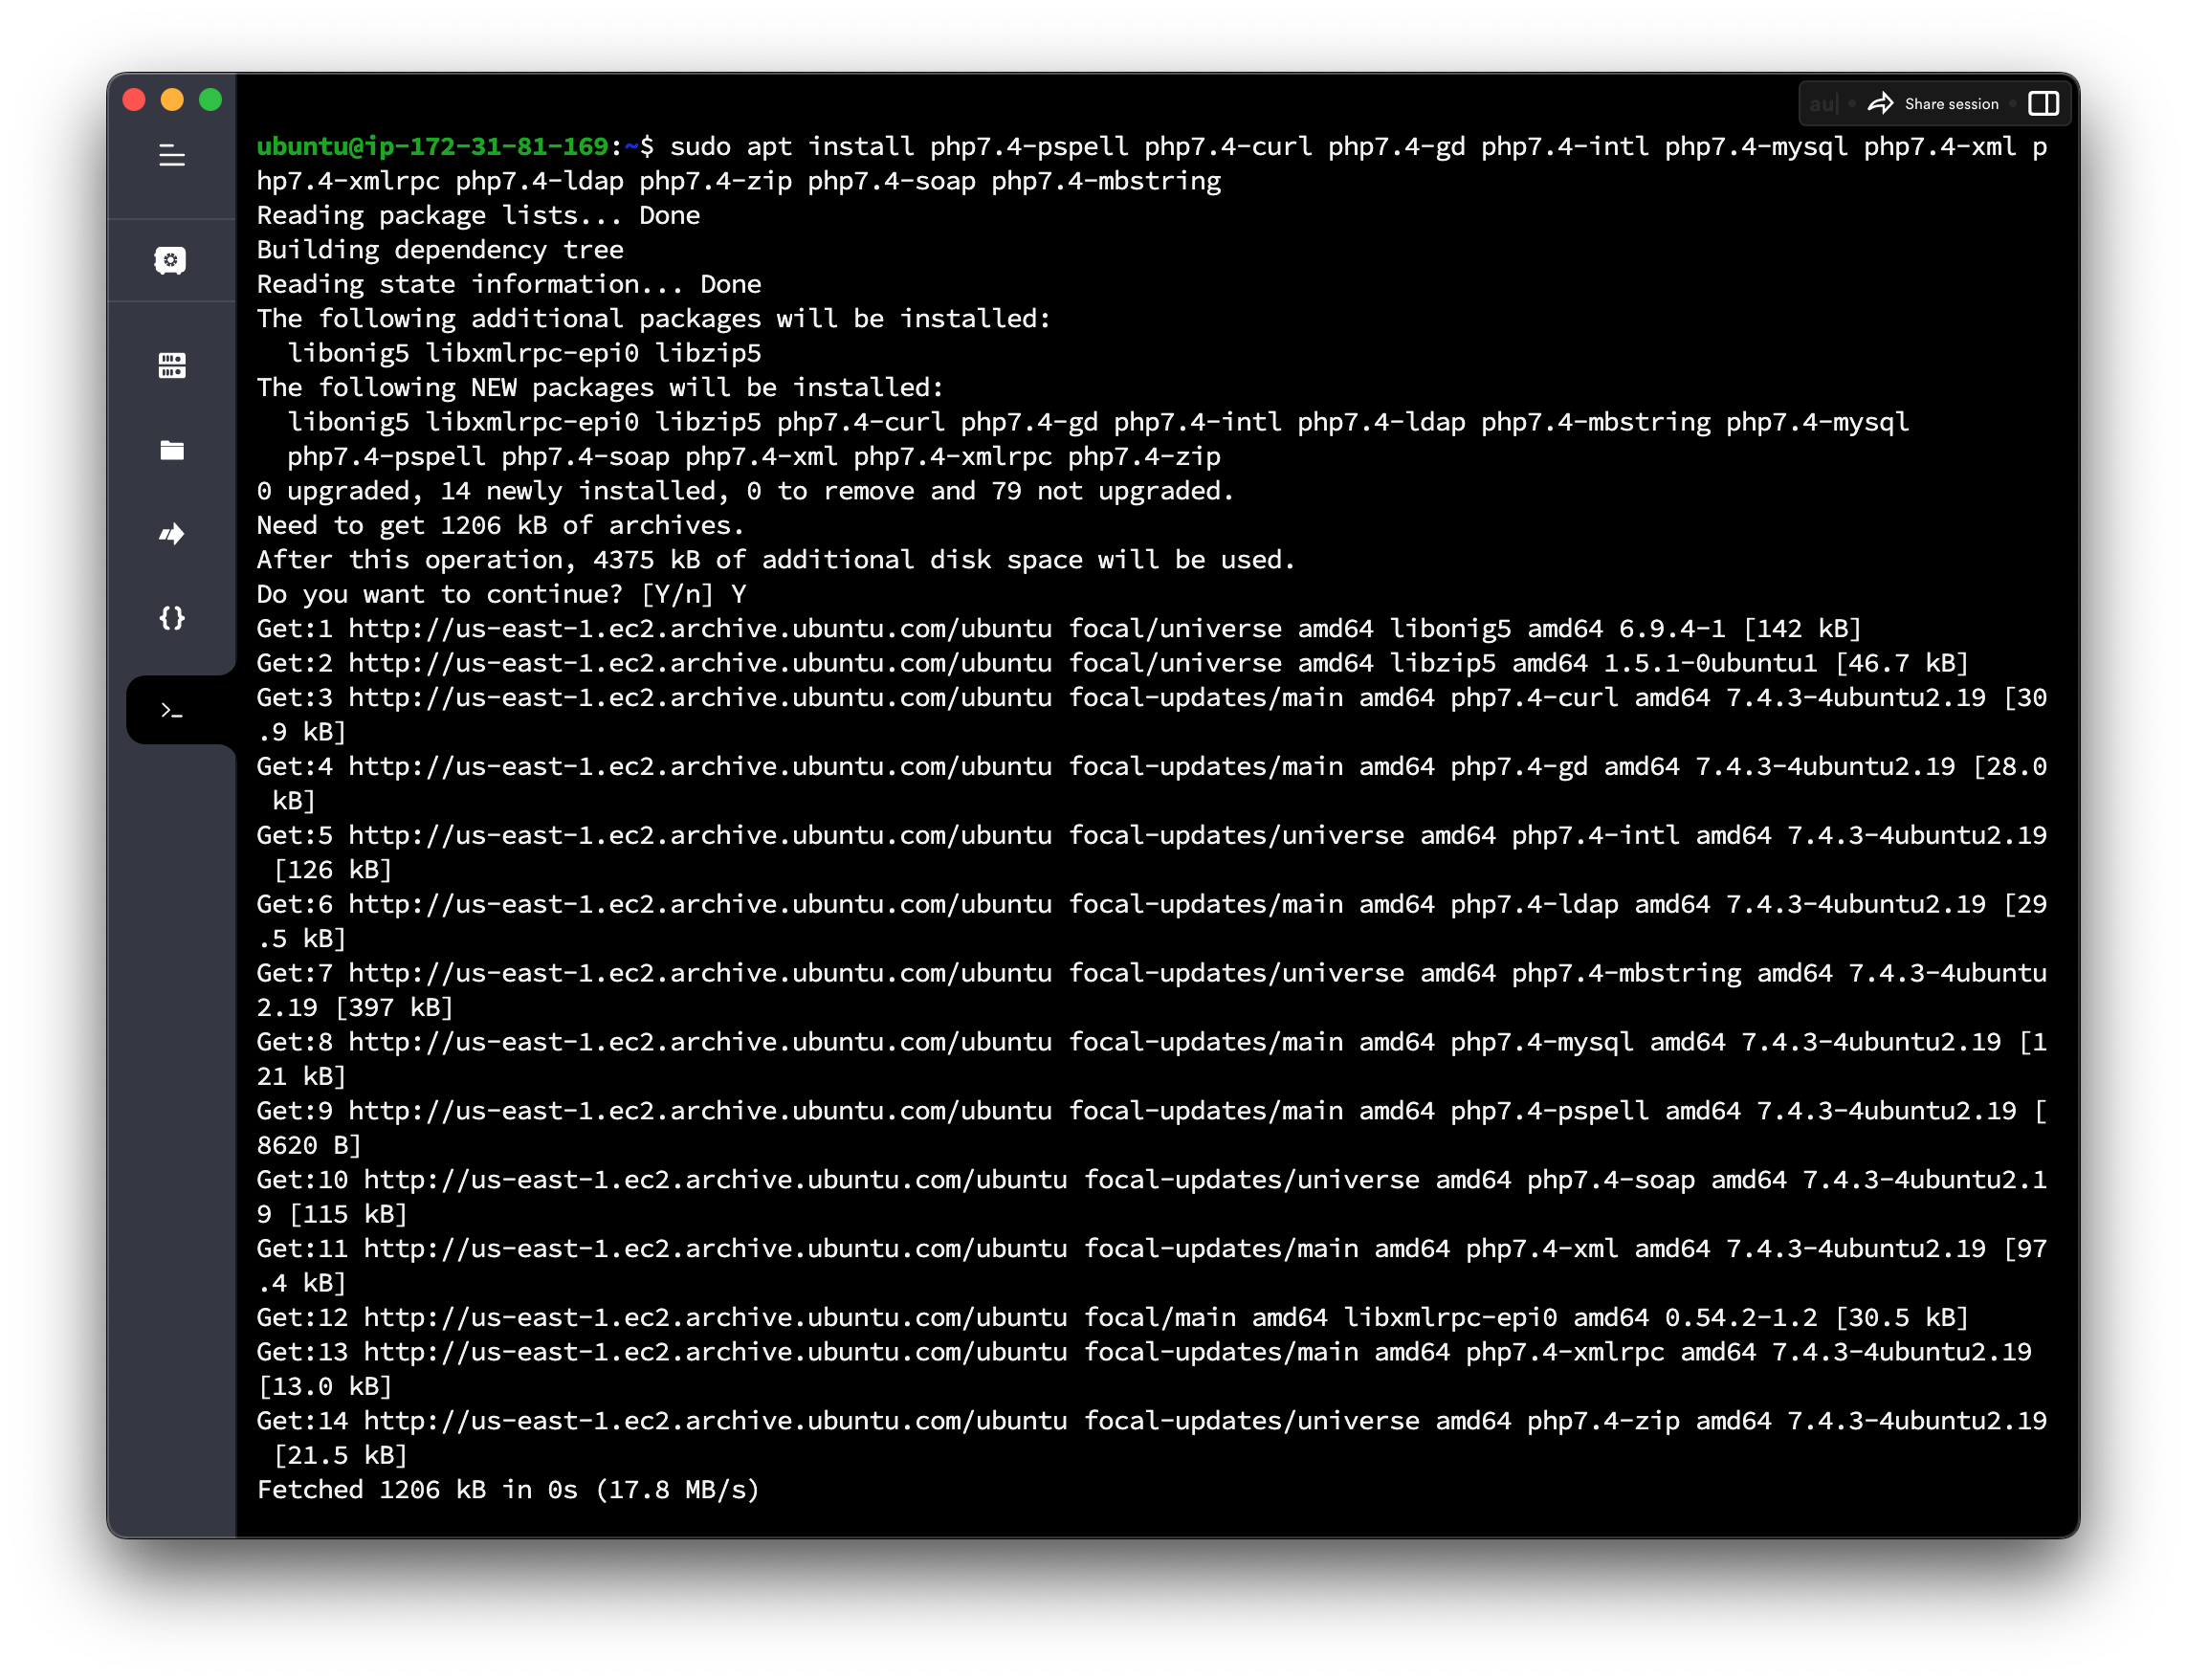 au|
Share session
ubuntu@ip-172-31-81-169:~$ sudo apt install php7.4-pspell php7.4-curl php7.4-gd php7.4-intl php7.4-mysql php7.4-xml p
hp7.4-xmlrpc php7.4-ldap php7.4-zip php7.4-soap php7.4-mbstring
Reading package lists... Done
Building dependency tree
Reading state information... Done
The following additional packages will be installed:
  libonig5 libxmlrpc-epi0 libzip5
The following NEW packages will be installed:
  libonig5 libxmlrpc-epi0 libzip5 php7.4-curl php7.4-gd php7.4-intl php7.4-ldap php7.4-mbstring php7.4-mysql
  php7.4-pspell php7.4-soap php7.4-xml php7.4-xmlrpc php7.4-zip
0 upgraded, 14 newly installed, 0 to remove and 79 not upgraded.
Need to get 1206 kB of archives.
After this operation, 4375 kB of additional disk space will be used.
Do you want to continue? [Y/n] Y
Get:1 http://us-east-1.ec2.archive.ubuntu.com/ubuntu focal/universe amd64 libonig5 amd64 6.9.4-1 [142 kB]
Get:2 http://us-east-1.ec2.archive.ubuntu.com/ubuntu focal/universe amd64 libzip5 amd64 1.5.1-0ubuntu1 [46.7 kB]
Get:3 http://us-east-1.ec2.archive.ubuntu.com/ubuntu focal-updates/main amd64 php7.4-curl amd64 7.4.3-4ubuntu2.19 [30
.9 kB]
Get:4 http://us-east-1.ec2.archive.ubuntu.com/ubuntu focal-updates/main amd64 php7.4-gd amd64 7.4.3-4ubuntu2.19 [28.0
 kB]
Get:5 http://us-east-1.ec2.archive.ubuntu.com/ubuntu focal-updates/universe amd64 php7.4-intl amd64 7.4.3-4ubuntu2.19
 [126 kB]
Get:6 http://us-east-1.ec2.archive.ubuntu.com/ubuntu focal-updates/main amd64 php7.4-ldap amd64 7.4.3-4ubuntu2.19 [29
.5 kB]
Get:7 http://us-east-1.ec2.archive.ubuntu.com/ubuntu focal-updates/universe amd64 php7.4-mbstring amd64 7.4.3-4ubuntu
2.19 [397 kB]
Get:8 http://us-east-1.ec2.archive.ubuntu.com/ubuntu focal-updates/main amd64 php7.4-mysql amd64 7.4.3-4ubuntu2.19 [1
21 kB]
Get:9 http://us-east-1.ec2.archive.ubuntu.com/ubuntu focal-updates/main amd64 php7.4-pspell amd64 7.4.3-4ubuntu2.19 [
8620 B]
Get:10 http://us-east-1.ec2.archive.ubuntu.com/ubuntu focal-updates/universe amd64 php7.4-soap amd64 7.4.3-4ubuntu2.1
9 [115 kB]
Get:11 http://us-east-1.ec2.archive.ubuntu.com/ubuntu focal-updates/main amd64 php7.4-xml amd64 7.4.3-4ubuntu2.19 [97
.4 kB]
Get:12 http://us-east-1.ec2.archive.ubuntu.com/ubuntu focal/main amd64 libxmlrpc-epi0 amd64 0.54.2-1.2 [30.5 kB]
Get:13 http://us-east-1.ec2.archive.ubuntu.com/ubuntu focal-updates/main amd64 php7.4-xmlrpc amd64 7.4.3-4ubuntu2.19
[13.0 kB]
Get:14 http://us-east-1.ec2.archive.ubuntu.com/ubuntu focal-updates/universe amd64 php7.4-zip amd64 7.4.3-4ubuntu2.19
 [21.5 kB]
Fetched 1206 kB in 0s (17.8 MB/s)